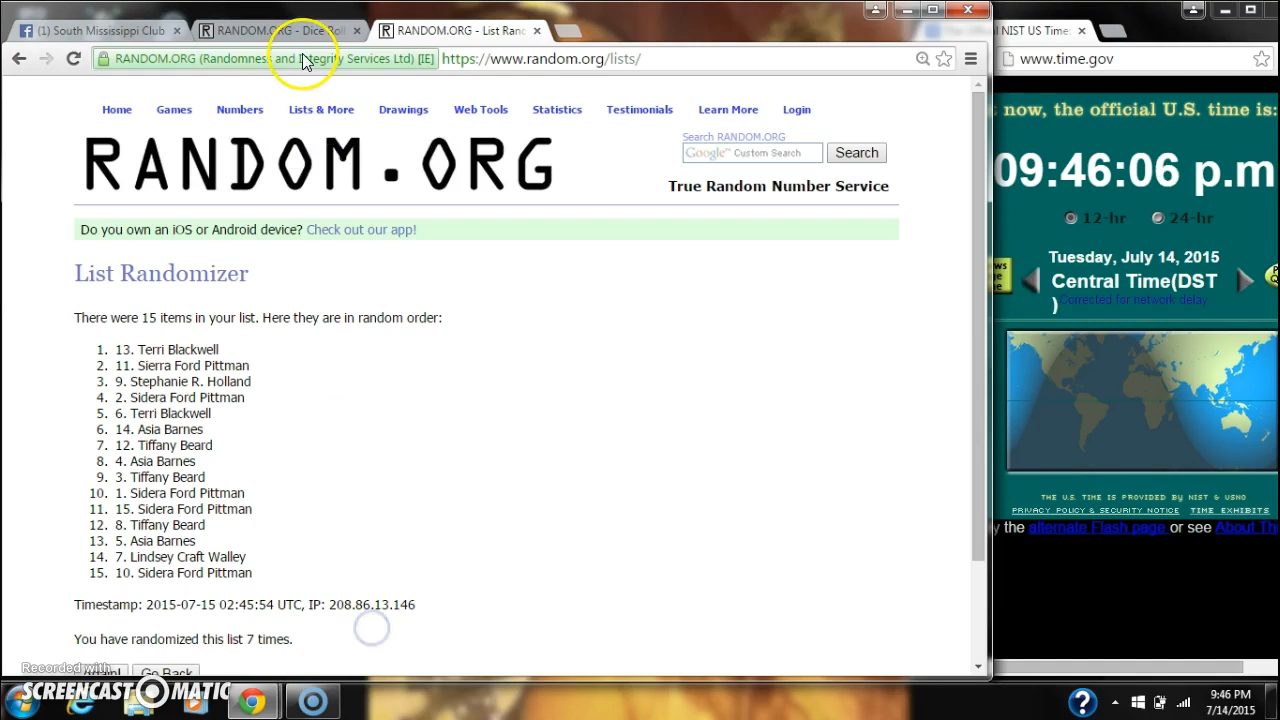 (1) South Mississippi Club
RANDOM.ORG - Dice Roll
RANDOM.ORG - List Ran
NIST US Time:
RANDOM.ORG (Randomness and Integrity Services Ltd) [IE] https://www.random.org/lists/
www.time.gov
Home Games Numbers Lists & More Drawings Web Tools Statistics Testimonials Learn More Login
RANDOM.ORG
Search RANDOM.ORG
Google™ Custom Search Search
True Random Number Service
Do you own an iOS or Android device? Check out our app!
List Randomizer
There were 15 items in your list. Here they are in random order:
1. 13. Terri Blackwell
2. 11. Sierra Ford Pittman
3. 9. Stephanie R. Holland
4. 2. Sidera Ford Pittman
5. 6. Terri Blackwell
6. 14. Asia Barnes
7. 12. Tiffany Beard
8. 4. Asia Barnes
9. 3. Tiffany Beard
10. 1. Sidera Ford Pittman
11. 15. Sidera Ford Pittman
12. 8. Tiffany Beard
13. 5. Asia Barnes
14. 7. Lindsey Craft Walley
15. 10. Sidera Ford Pittman
Timestamp: 2015-07-15 02:45:54 UTC, IP: 208.86.13.146
You have randomized this list 7 times.
Again! Go Back
t now, the official U.S. time is:
09:46:06 p.m
12-hr 24-hr
Tuesday, July 14, 2015
Central Time(DST
)
Corrected for network delay
THE U.S. TIME IS PROVIDED BY NIST & USNO
PRIVACY POLICY & SECURITY NOTICE TIME EXHIBITS
y the alternate Flash page or see About Th
Recorded with
SCREENCAST MATIC
9:46 PM
7/14/2015